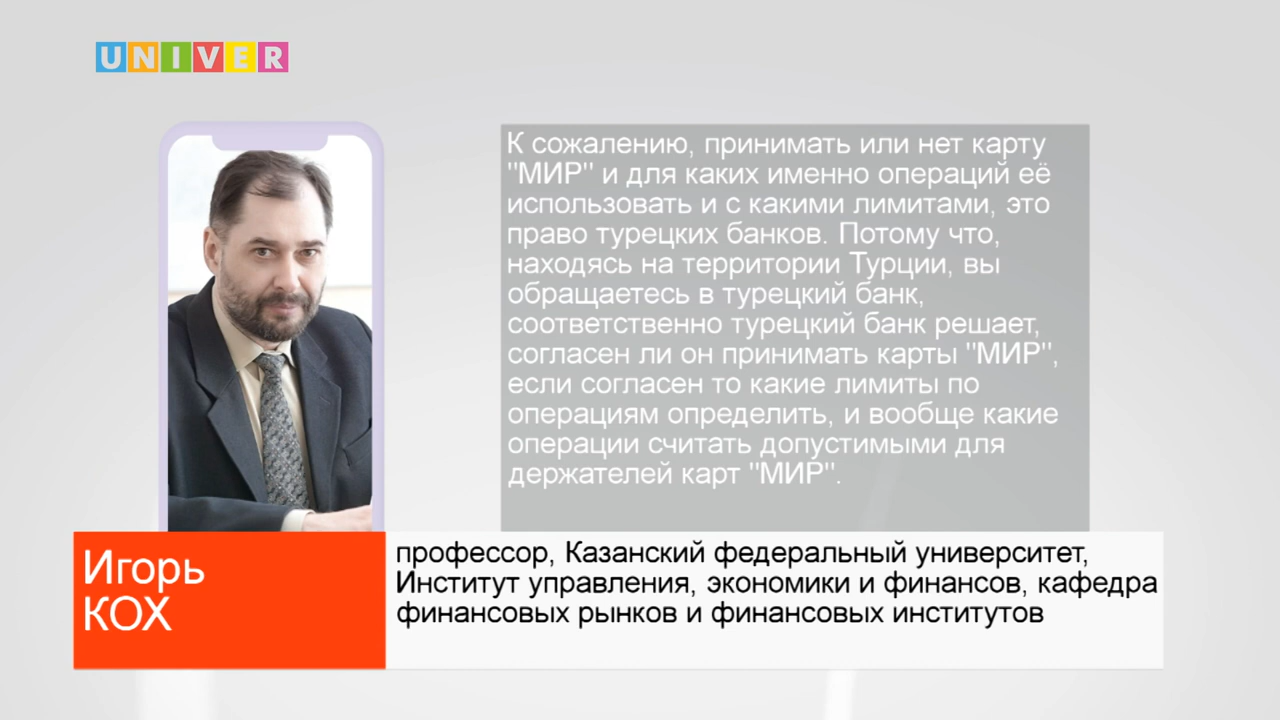 UNIVER
К сожалению, принимать или нет карту
"МИР" и для каких именно операций её
использовать и с какими лимитами, это
право турецких банков. Потому что,
находясь на территории Турции, вы
обращаетесь в турецкий банк,
соответственно турецкий банк решает,
согласен ли он принимать карты "МИР",
если согласен то какие лимиты по
операциям определить, и вообще какие
операции считать допустимыми для
держателей карт "МИР".
Игорь
КОХ
профессор, Казанский федеральный университет,
Институт управления, экономики и финансов, кафедра
финансовых рынков и финансовых институтов